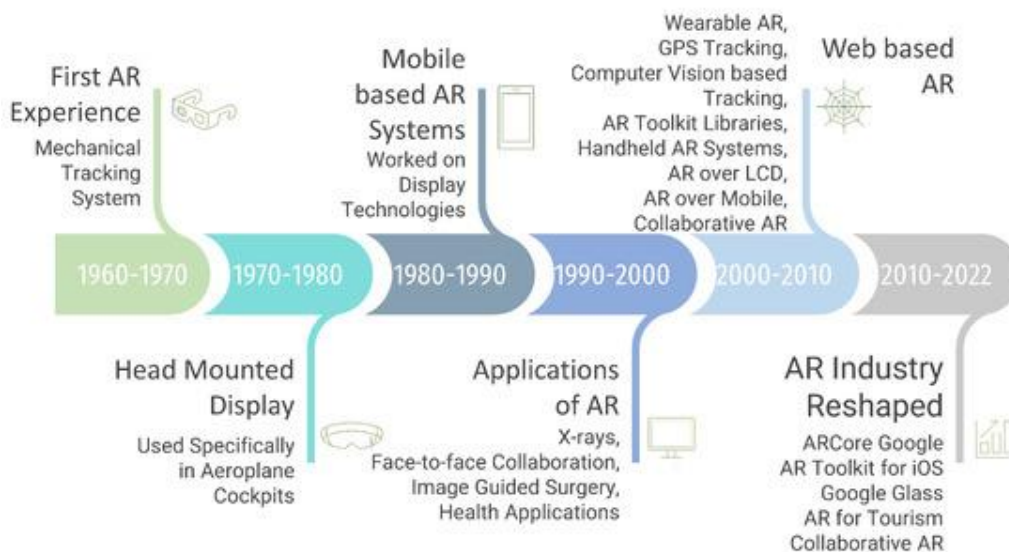 First AR
Experience
Mechanical
Tracking
System
Mobile
based AR
Systems
Worked on
Display
Technologies
Wearable AR,
GPS Tracking,
Computer Vision based
Tracking,
AR Toolkit Libraries,
Handheld AR Systems,
AR over LCD,
AR over Mobile,
Collaborative AR
Web based
AR
1960-1970
1970-1980
1980-1990
1990-2000
2000-2010
2010-2022
Head Mounted
Display
Used Specifically
in Aeroplane
Cockpits
Applications
of AR
X-rays,
Face-to-face Collaboration,
Image Guided Surgery,
Health Applications
AR Industry
Reshaped
ARCore Google
AR Toolkit for iOS
Google Glass
AR for Tourism
Collaborative AR